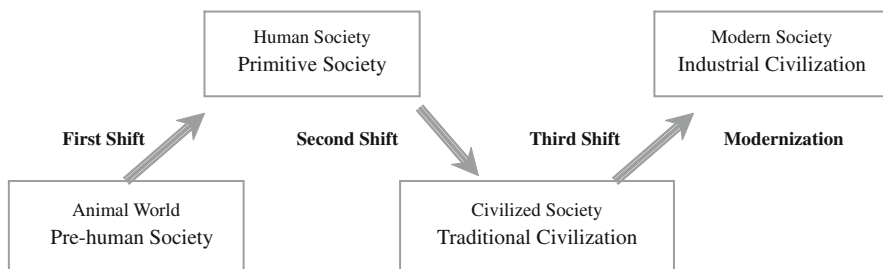 Human Society
Primitive Society
Modern Society
Industrial Civilization
First Shift
Second Shift
Third Shift
Modernization
Animal World
Pre-human Society
Civilized Society
Traditional Civilization